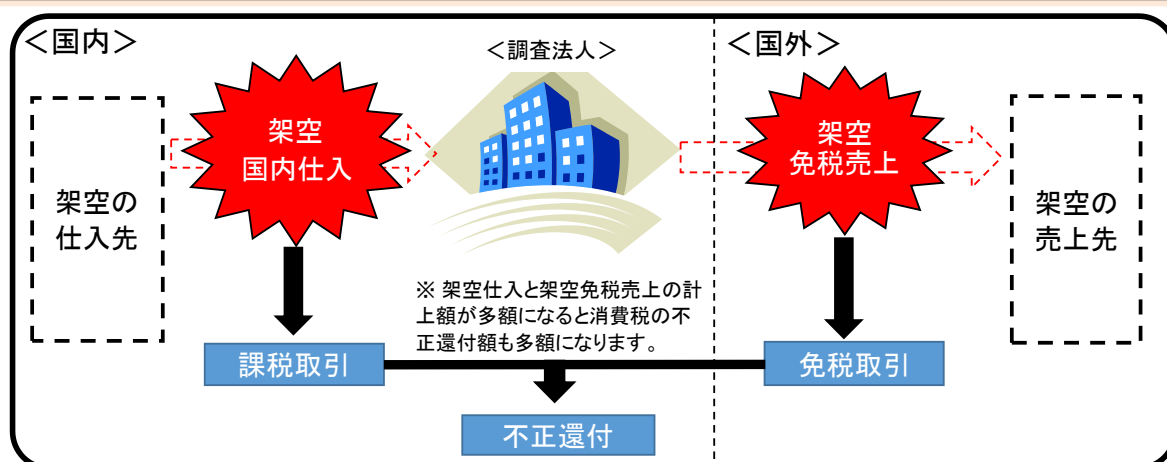 <国内>
<調査法人>
<国外>
架空の
仕入先
架空
国内仕入
架空
免税売上
架空の
売上先
※ 架空仕入と架空免税売上の計
上額が多額になると消費税の不
正還付額も多額になります。
課税取引
免税取引
不正還付